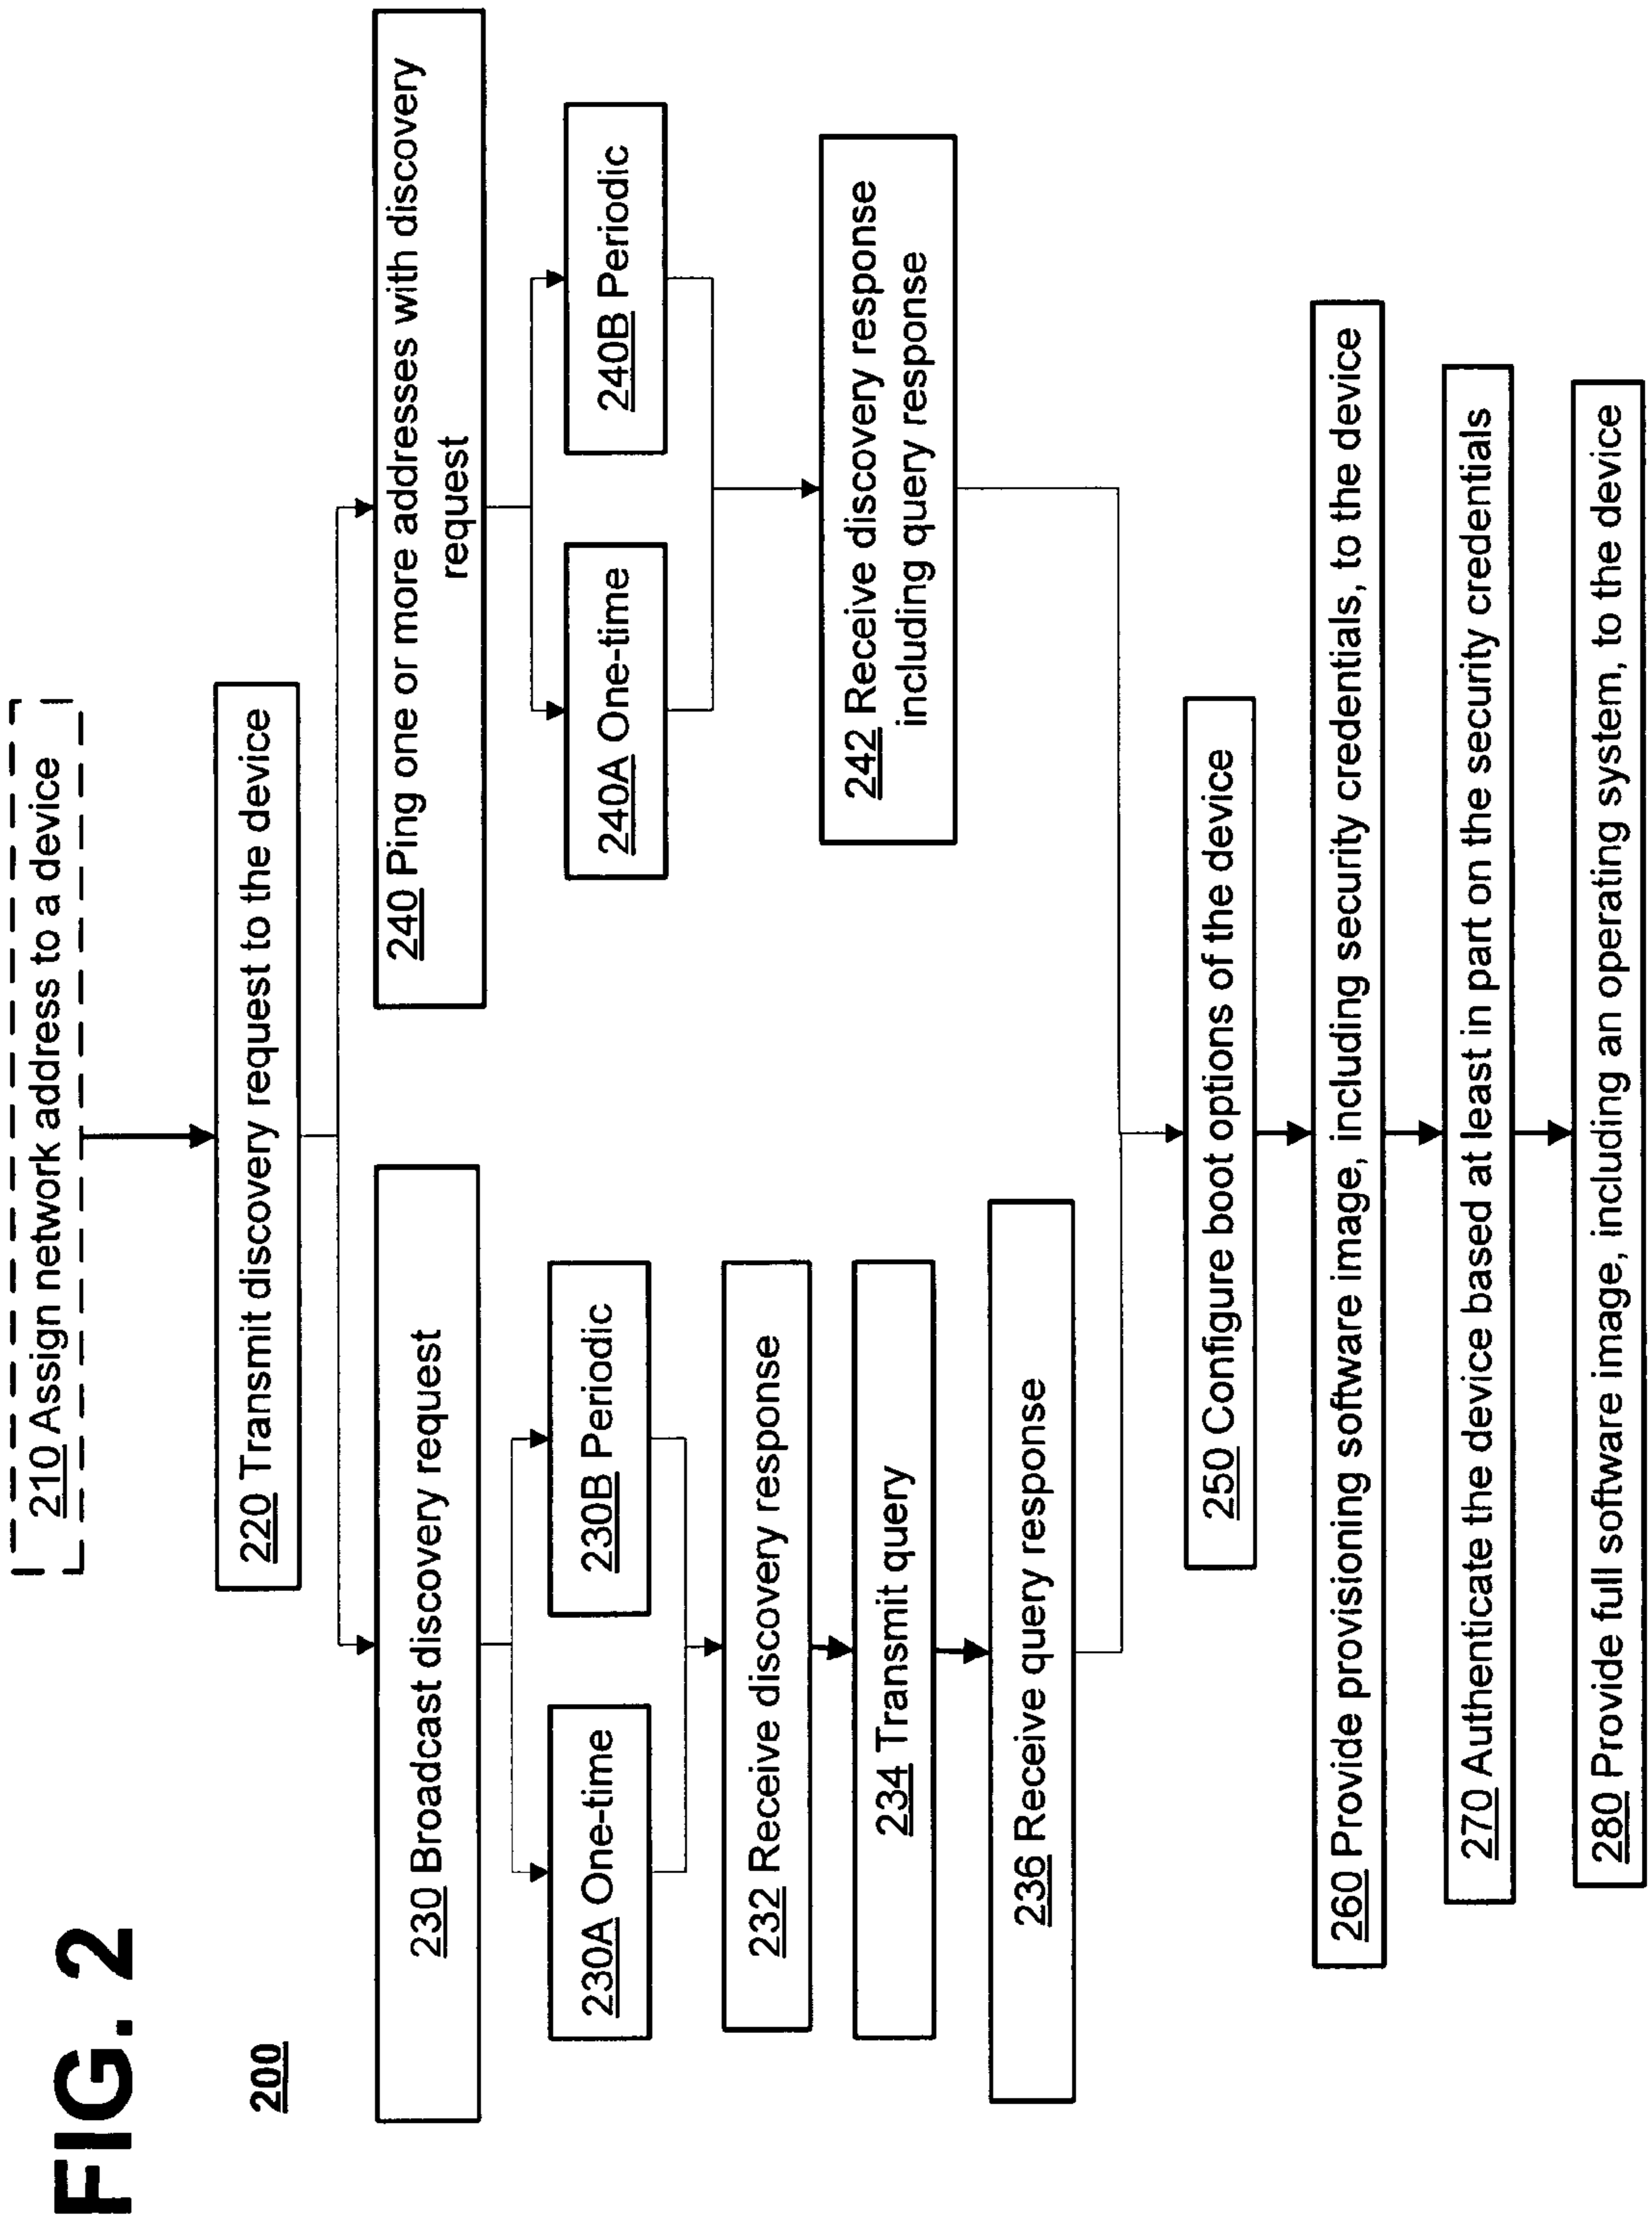 FIG. 2
200
210 Assign network address to a device
220 Transmit discovery request to the device
230 Broadcast discovery request
230A One-time
230B Periodic
232 Receive discovery response
234 Transmit query
236 Receive query response
240 Ping one or more addresses with discovery
request
240A One-time
240B Periodic
242 Receive discovery response
including query response
250 Configure boot options of the device
260 Provide provisioning software image, including security credentials, to the device
270 Authenticate the device based at least in part on the security credentials
280 Provide full software image, including an operating system, to the device